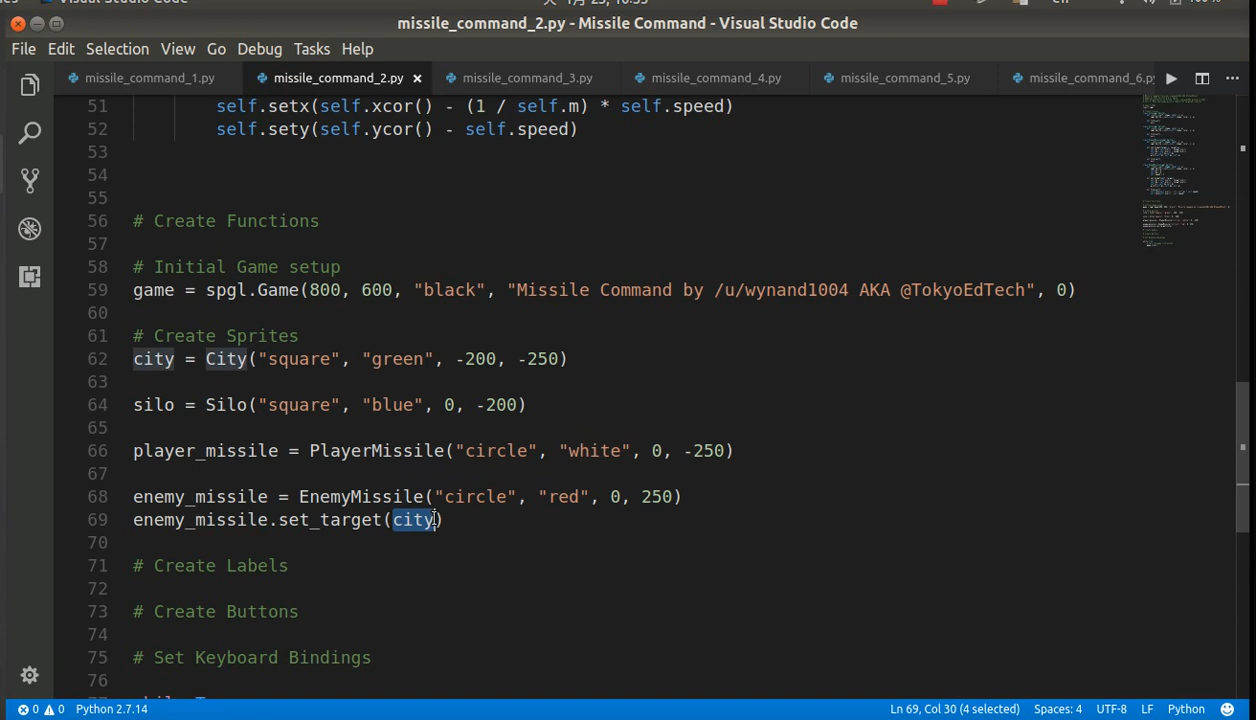 missile_command_2.py - Missile Command - Visual Studio Code
File Edit Selection View Go Debug Tasks Help
missile_command_1.py missile_command_2.py missile_command_3.py missile_command_4.py missile_command_5.py missile_command_6.py
51 self.setx(self.xcor() - (1 / self.m) * self.speed)
52 self.sety(self.ycor() - self.speed)
53
54
55
56 # Create Functions
57
58 # Initial Game setup
59 game = spgl.Game(800, 600, "black", "Missile Command by /u/wynand1004 AKA @TokyoEdTech", 0)
60
61 # Create Sprites
62 city = City("square", "green", -200, -250)
63
64 silo = Silo("square", "blue", 0, -200)
65
66 player_missile = PlayerMissile("circle", "white", 0, -250)
67
68 enemy_missile = EnemyMissile("circle", "red", 0, 250)
69 enemy_missile.set_target(city)
70
71 # Create Labels
72
73 # Create Buttons
74
75 # Set Keyboard Bindings
76
0 0 Python 2.7.14 Ln 69, Col 30 (4 selected) Spaces: 4 UTF-8 LF Python